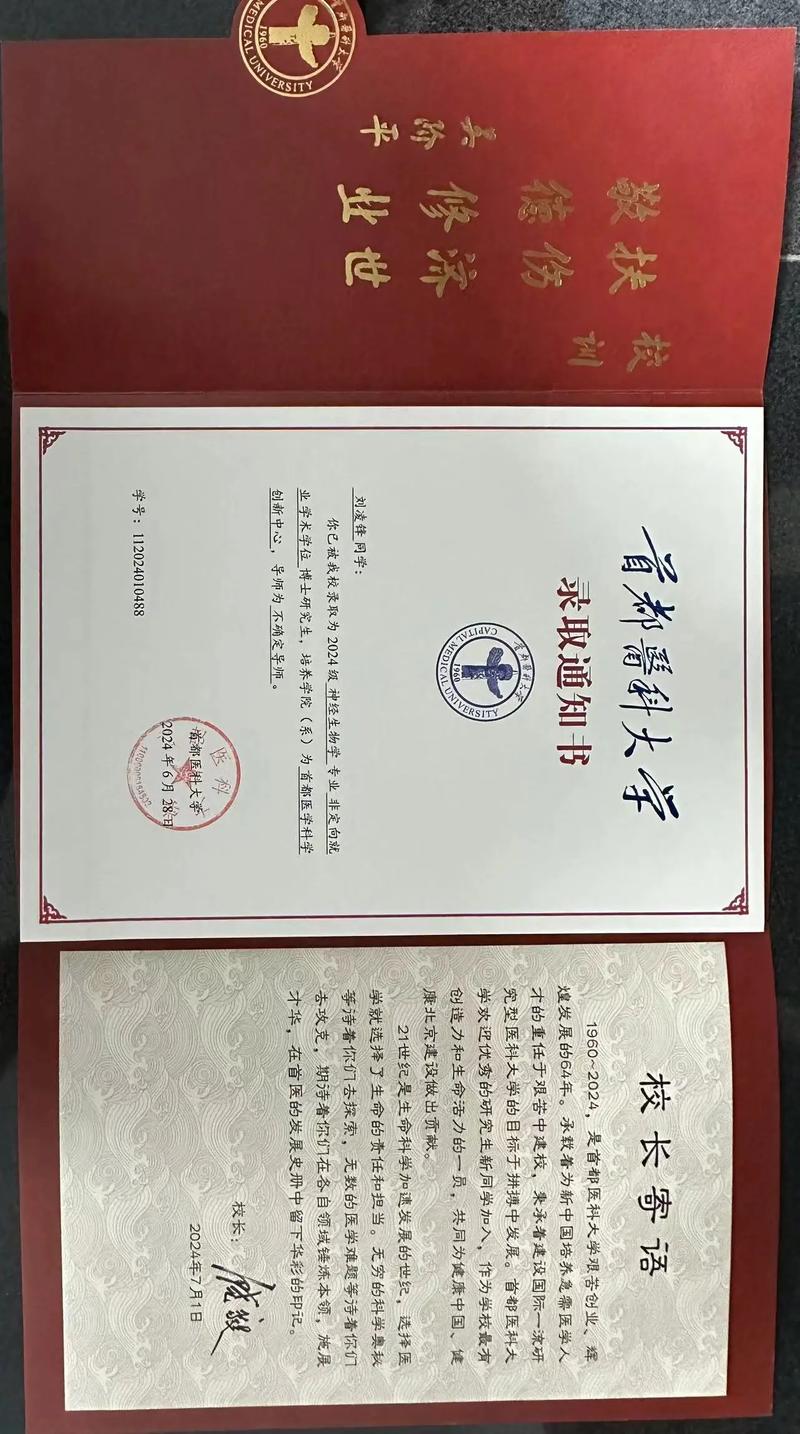 首都医科大学
MEDICAL UNIVERSITY
1960
校训
扶伤济世
敬德修业
吴阶平
首都醫科大学
录取通知书
首都医科大学
1960
CAPITAL MEDICAL UNIVERSITY
刘凌锋 同学：
你已被我校录取为 2024 级 神经生物学 专业 非定向就
业 学术学位 博士研究生，培养学院（系）为 首都医学科学
创新中心 ，导师为 不确定导师 。
首都医科大学
2024 年 6 月 28日
医科
学号：112024010488
校长寄语
1960~2024，是首都医科大学艰苦创业、辉
煌发展的64年。承载着为新中国培养急需医学人
才的重任于艰苦中建校，秉承着建设国际一流研
究型医科大学的目标于拼搏中发展。首都医科大
学欢迎优秀的研究生新同学加入，作为学校最有
创造力和生命活力的一员，共同为健康中国、健
康北京建设做出贡献。
21世纪是生命科学加速发展的世纪，选择医
学就选择了生命的责任和担当。无穷的科学奥秘
等待着你们去探索，无数的医学难题等待着你们
去攻克，期待着你们在各自领域锤炼本领，施展
才华，在首医的发展史册中留下华彩的印记。
校长：
2024年7月1日